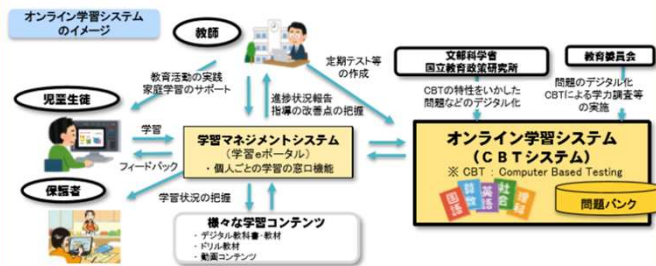 オンライン学習システム
のイメージ
教師
定期テスト等
の作成
文部科学省
国立教育政策研究所
教育委員会
教育活動の実践
家庭学習のサポート
CBTの特性をいかした
問題などのデジタル化
問題のデジタル化
CBTによる学力調査等
の実施
児童生徒
進捗状況報告
指導の改善点の把握
学習
フィードバック
学習マネジメントシステム
(学習eポータル)
・個人ごとの学習の窓口機能
オンライン学習システム
(CBTシステム)
※ CBT : Computer Based Testing
国語
算数
英語
社会
理科
問題バンク
保護者
学習状況の把握
様々な学習コンテンツ
・デジタル教科書・教材
・ドリル教材
・動画コンテンツ